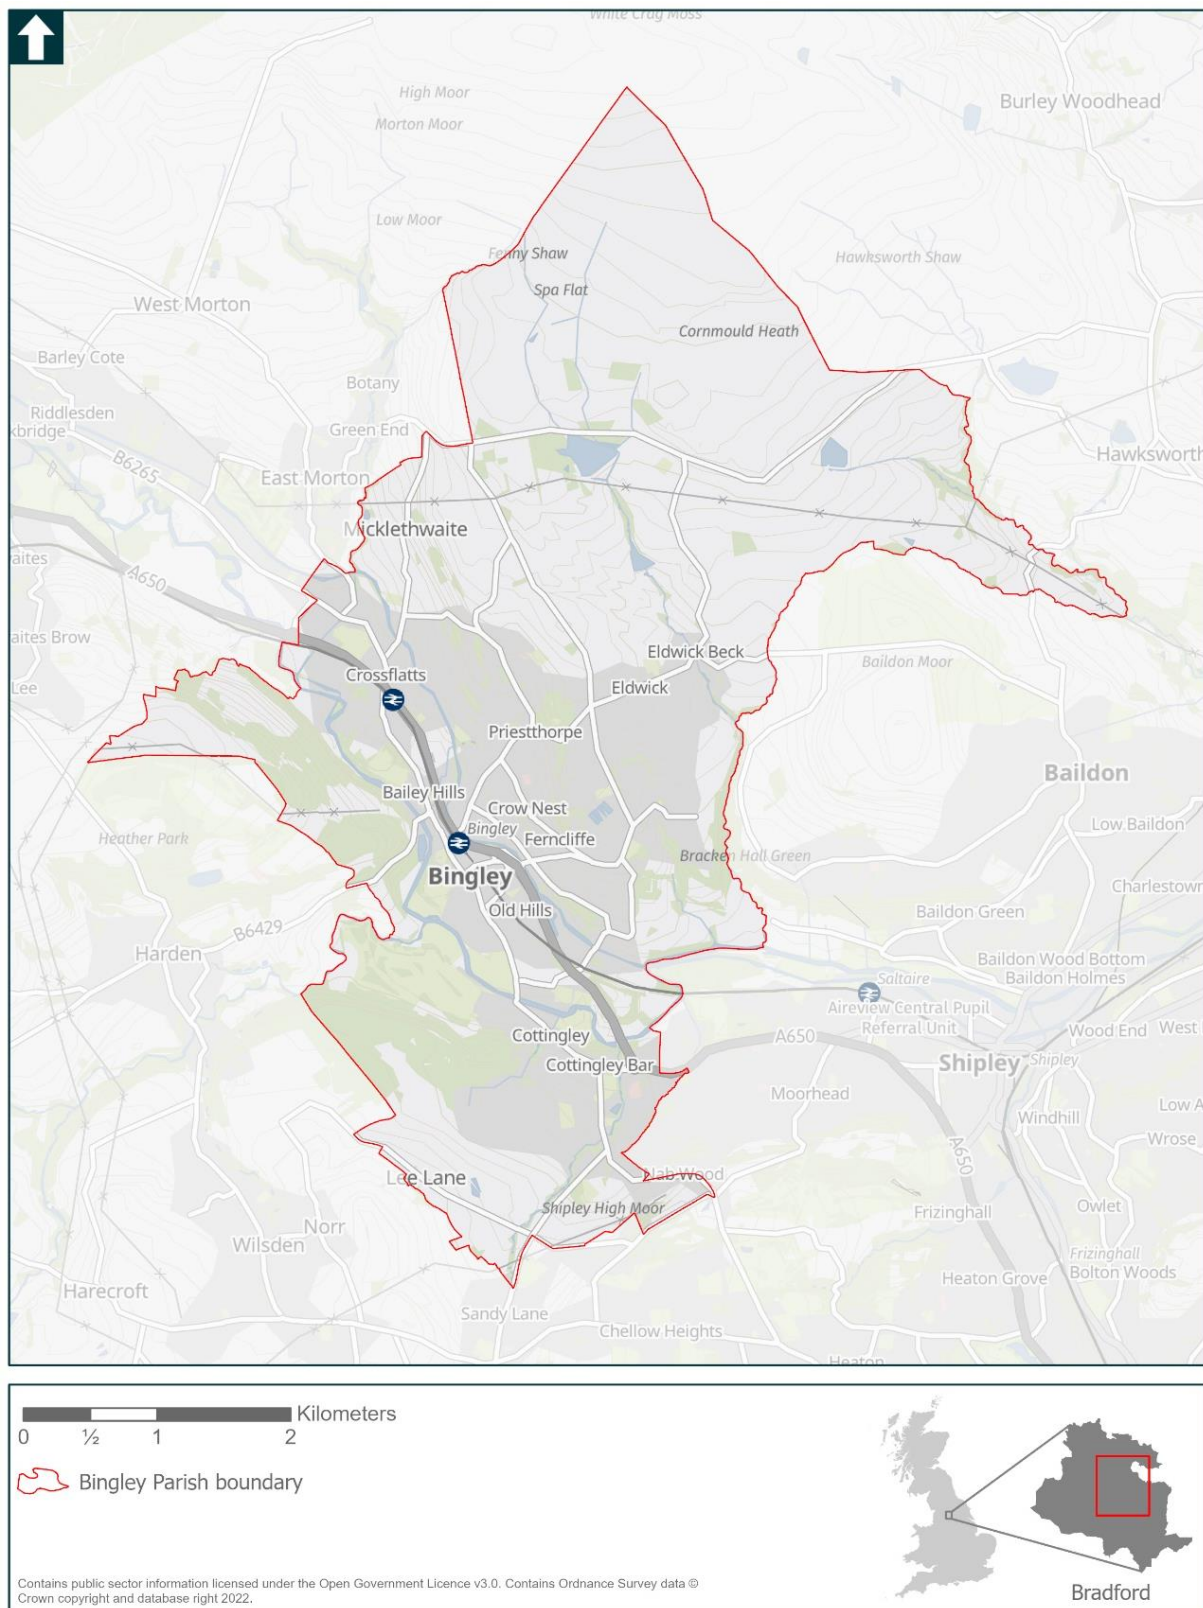 White Crag Moss
High Moor
Burley Woodhead
Morton Moor
Low Moor
Fenny Shaw
Hawksworth Shaw
Spa Flat
West Morton
Cornmould Heath
Barley Cote
Botany
Riddlesden
kbridge
Green End
B6265
East Morton
Hawksworth
Micklethwaite
aites
A650
aites Brow
Eldwick Beck
Baildon Moor
Lee
Crossflatts
Eldwick
Priestthorpe
Baildon
Bailey Hills
Crow Nest
Bingley
Low Baildon
Heather Park
Ferncliffe
Bracken Hall Green
Bingley
Charlestown
Old Hills
Baildon Green
B6429
Harden
Baildon Wood Bottom
Baildon Holmes
Saltaire
Aireview Central Pupil
Referral Unit
Cottingley
A650
Wood End
West
Cottingley Bar
Shipley
Shipley
Moorhead
Low A
Windhill
A650
Wrose
Lee Lane
Nab Wood
Shipley High Moor
Owlet
Frizinghall
Norr
Wilsden
Frizinghall
Bolton Woods
Heaton Grove
Harecroft
Sandy Lane
Chellow Heights
Heaton
Kilometers
0 ½ 1 2
Bingley Parish boundary
Bradford
Contains public sector information licensed under the Open Government Licence v3.0. Contains Ordnance Survey data ©
Crown copyright and database right 2022.